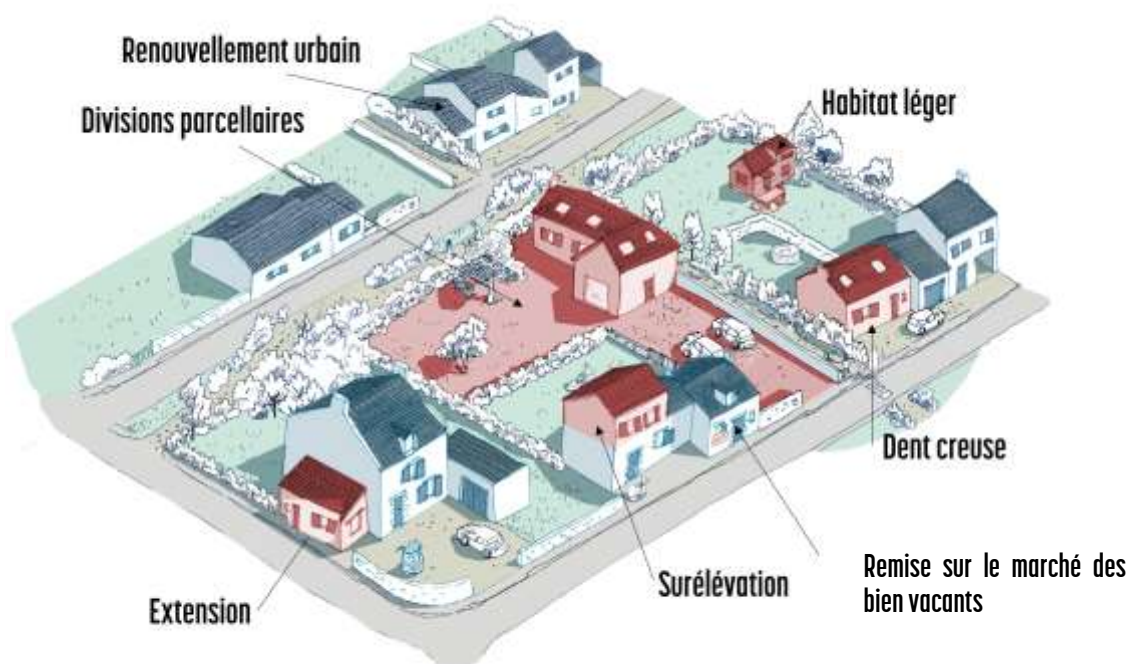 Renouvellement urbain
Divisions parcellaires
Habitat léger
Dent creuse
Surélévation
Remise sur le marché des
bien vacants
Extension